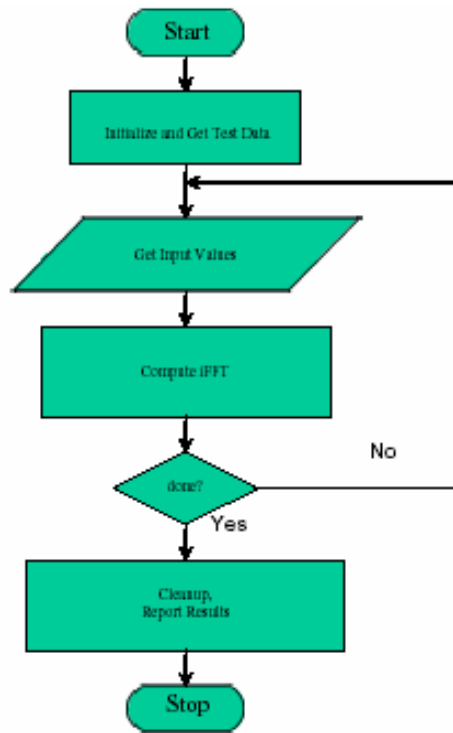 Start
Initialize and Get Test Data
Get Input Values
Compute iFFT
No
done?
Yes
Cleanup,
Report Results
Stop